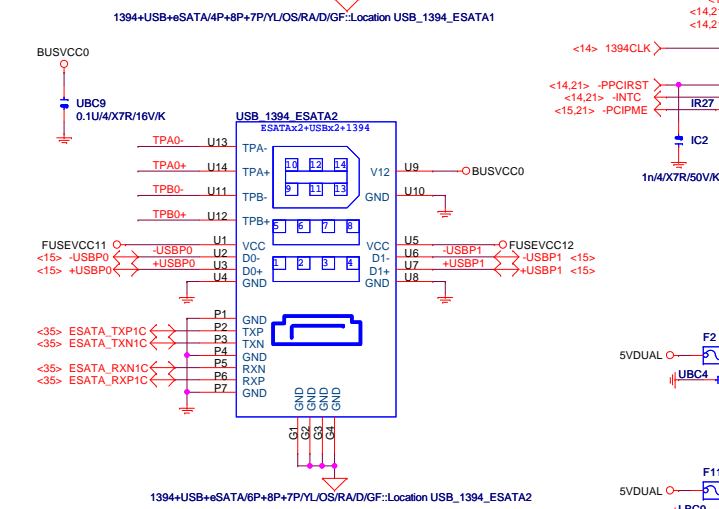 <14,2
<14,2
1394+USB+eSATA/4P+8P+7P/YL/OS/RA/D/GF::Location USB_1394_ESATA1
BUSVCC0
<14> 1394CLK
<14,21> -PPCIRST
<14,21> -INTC
<15,21> -PCIPME
IR27
UBC9
0.1U/4/X7R/16V/K
USB_1394_ESATA2
ESATAx2+USBx2+1394
IC2
1n/4/X7R/50V/K
TPA0- U13 TPA-
TPA0+ U14 TPA+
TPB0- U11 TPB-
TPB0+ U12 TPB+
10 12 14
9 11 13
V12 U9 BUSVCC0
GND U10
5 6 7 8
1 2 3 4
FUSEVCC11 U1 VCC
<15> -USBP0 -USBP0 U2 D0-
<15> +USBP0 +USBP0 U3 D0+
U4 GND
VCC U5 FUSEVCC12
D1- U6 -USBP1 -USBP1 <15>
D1+ U7 +USBP1 +USBP1 <15>
GND U8
P1 GND
<35> ESATA_TXP1C P2 TXP
<35> ESATA_TXN1C P3 TXN
P4 GND
<35> ESATA_RXN1C P5 RXN
<35> ESATA_RXP1C P6 RXP
P7 GND
GND GND GND GND
G1 G2 G3 G4
F2
5VDUAL
UBC4
F11
5VDUAL
1394+USB+eSATA/6P+8P+7P/YL/OS/RA/D/GF::Location USB_1394_ESATA2